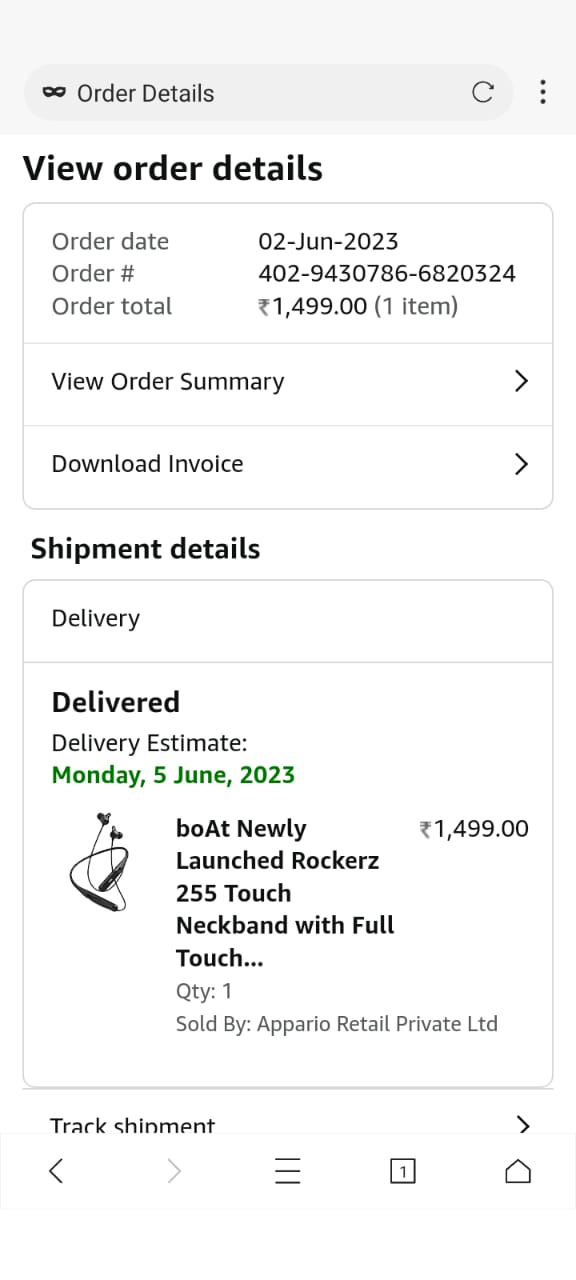 Order Details
View order details
Order date 02-Jun-2023
Order # 402-9430786-6820324
Order total ₹1,499.00 (1 item)
View Order Summary
Download Invoice
Shipment details
Delivery
Delivered
Delivery Estimate:
Monday, 5 June, 2023
boAt Newly ₹1,499.00
Launched Rockerz
255 Touch
Neckband with Full
Touch...
Qty: 1
Sold By: Appario Retail Private Ltd
Track shipment
1